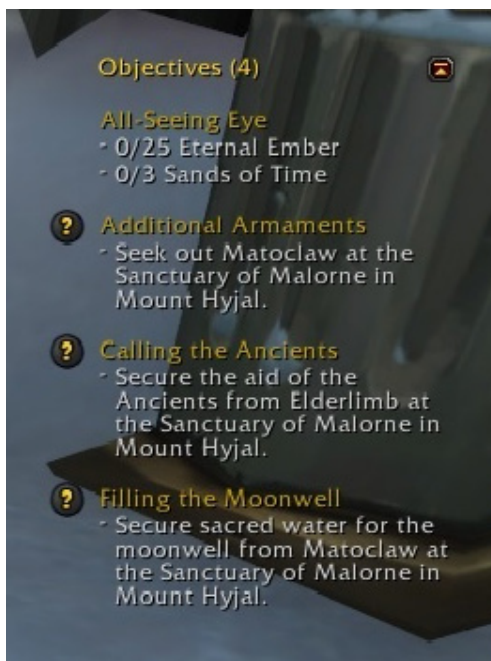 Objectives (4)
All-Seeing Eye
- 0/25 Eternal Ember
- 0/3 Sands of Time
? Additional Armaments
- Seek out Matoclaw at the
Sanctuary of Malorne in
Mount Hyjal.
? Calling the Ancients
- Secure the aid of the
Ancients from Elderlimb at
the Sanctuary of Malorne in
Mount Hyjal.
? Filling the Moonwell
- Secure sacred water for the
moonwell from Matoclaw at
the Sanctuary of Malorne in
Mount Hyjal.